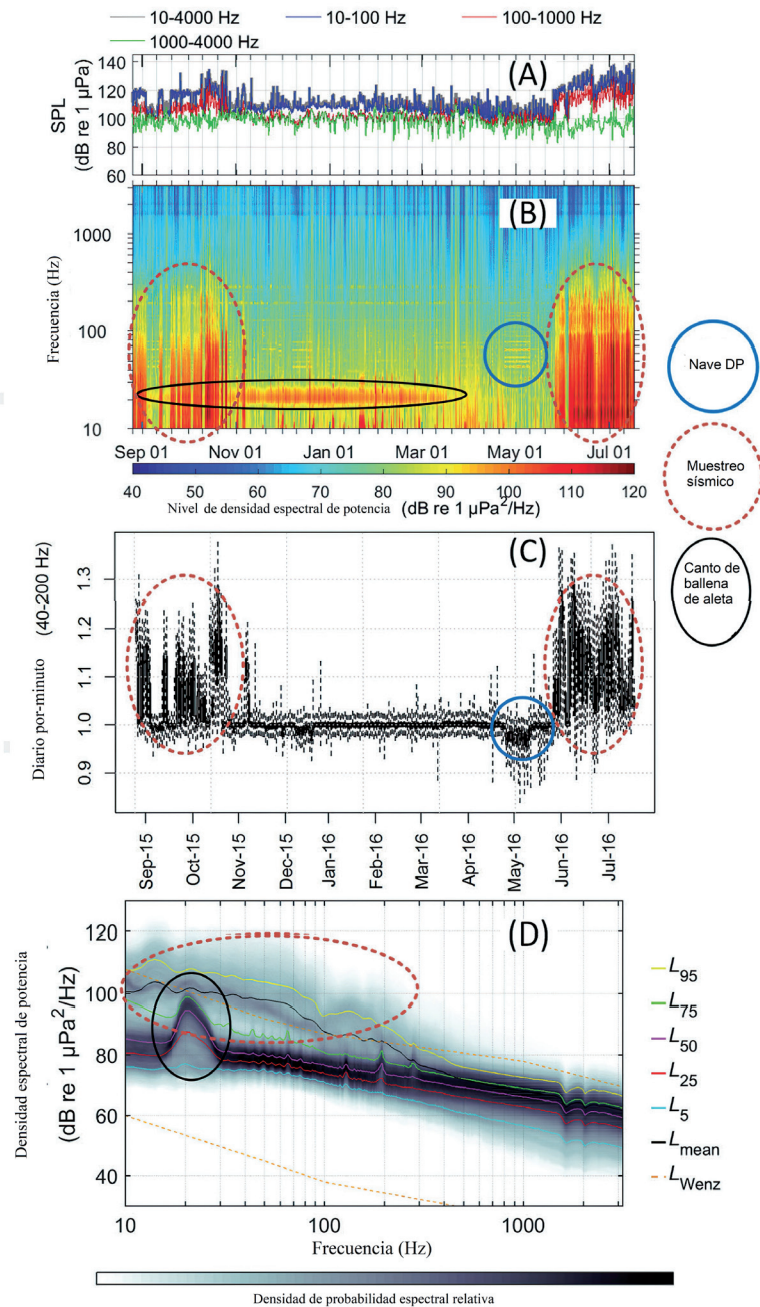 10-4000 Hz 10-100 Hz 100-1000 Hz
1000-4000 Hz
(A)
SPL
(dB re 1 µPa)
140
120
100
80
60
(B)
Frecuencia (Hz)
1000
100
10
Sep 01 Nov 01 Jan 01 Mar 01 May 01 Jul 01
40 50 60 70 80 90 100 110 120
Nivel de densidad espectral de potencia (dB re 1 µPa²/Hz)
Nave DP
Muestreo
sísmico
Canto de
ballena
de aleta
(C)
Diario por-minuto (40-200 Hz)
1.3
1.2
1.1
1.0
0.9
Sep-15 Oct-15 Nov-15 Dec-15 Jan-16 Feb-16 Mar-16 Apr-16 May-16 Jun-16 Jul-16
(D)
Densidad espectral de potencia
(dB re 1 µPa²/Hz)
120
100
80
60
40
10 100 1000
Frecuencia (Hz)
L95
L75
L50
L25
L5
Lmean
LWenz
Densidad de probabilidad espectral relativa